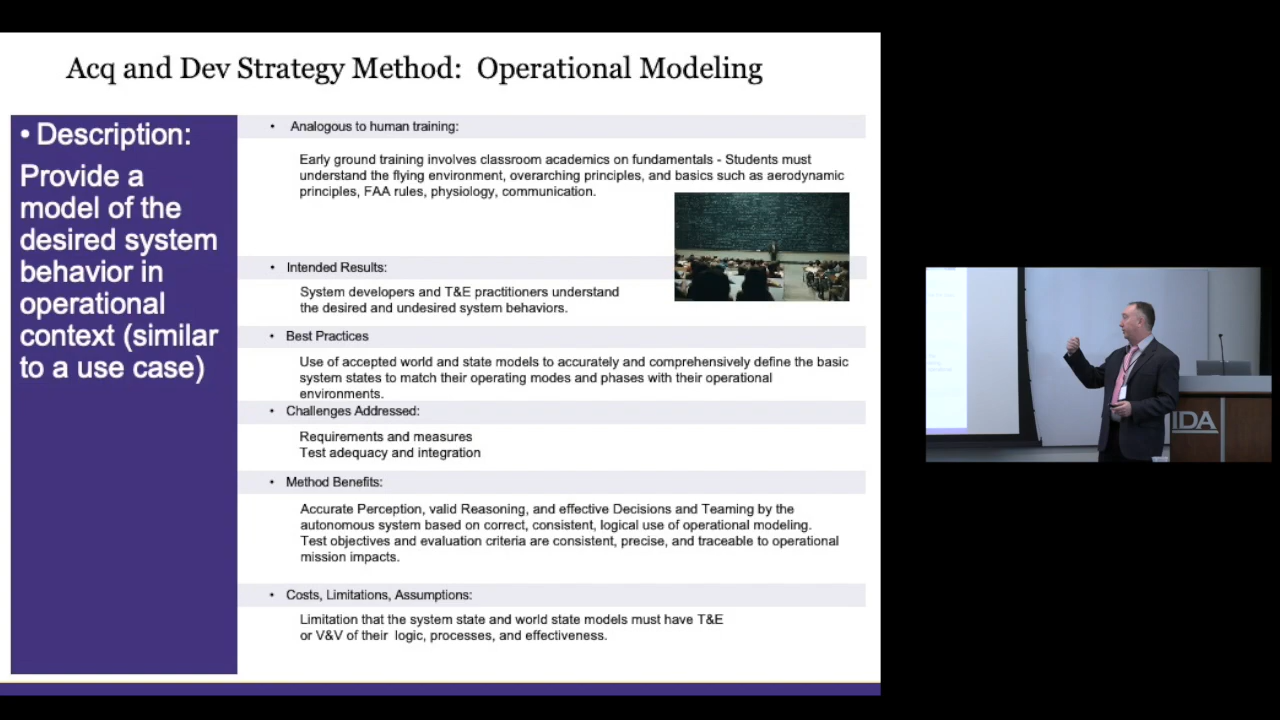 Acq and Dev Strategy Method:  Operational Modeling
• Description:
Provide a
model of the
desired system
behavior in
operational
context (similar
to a use case)
• Analogous to human training:
Early ground training involves classroom academics on fundamentals - Students must
understand the flying environment, overarching principles, and basics such as aerodynamic
principles, FAA rules, physiology, communication.
• Intended Results:
System developers and T&E practitioners understand
the desired and undesired system behaviors.
• Best Practices
Use of accepted world and state models to accurately and comprehensively define the basic
system states to match their operating modes and phases with their operational
environments.
• Challenges Addressed:
Requirements and measures
Test adequacy and integration
• Method Benefits:
Accurate Perception, valid Reasoning, and effective Decisions and Teaming by the
autonomous system based on correct, consistent, logical use of operational modeling.
Test objectives and evaluation criteria are consistent, precise, and traceable to operational
mission impacts.
• Costs, Limitations, Assumptions:
Limitation that the system state and world state models must have T&E
or V&V of their  logic, processes, and effectiveness.
IDA